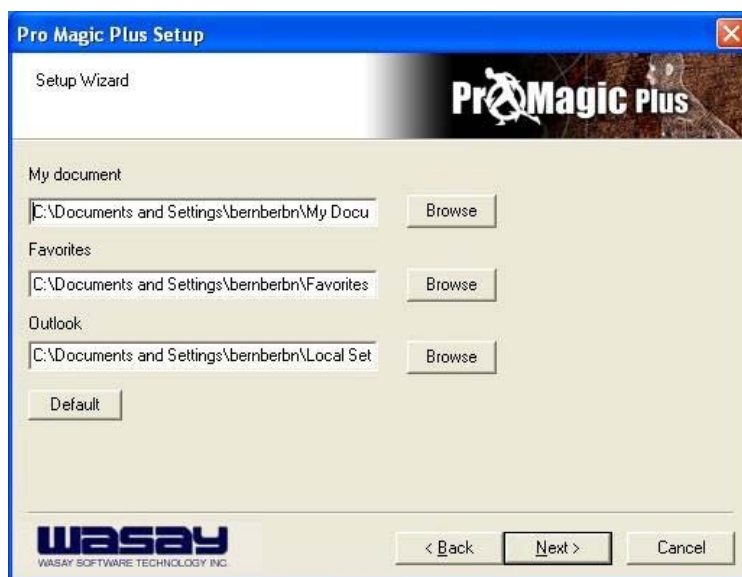 Pro Magic Plus Setup
Setup Wizard
Pro Magic Plus
My document
C:\Documents and Settings\bernberbn\My Docu
Browse
Favorites
C:\Documents and Settings\bernberbn\Favorites
Browse
Outlook
C:\Documents and Settings\bernberbn\Local Set
Browse
Default
wasay
WASAY SOFTWARE TECHNOLOGY INC.
< Back
Next >
Cancel